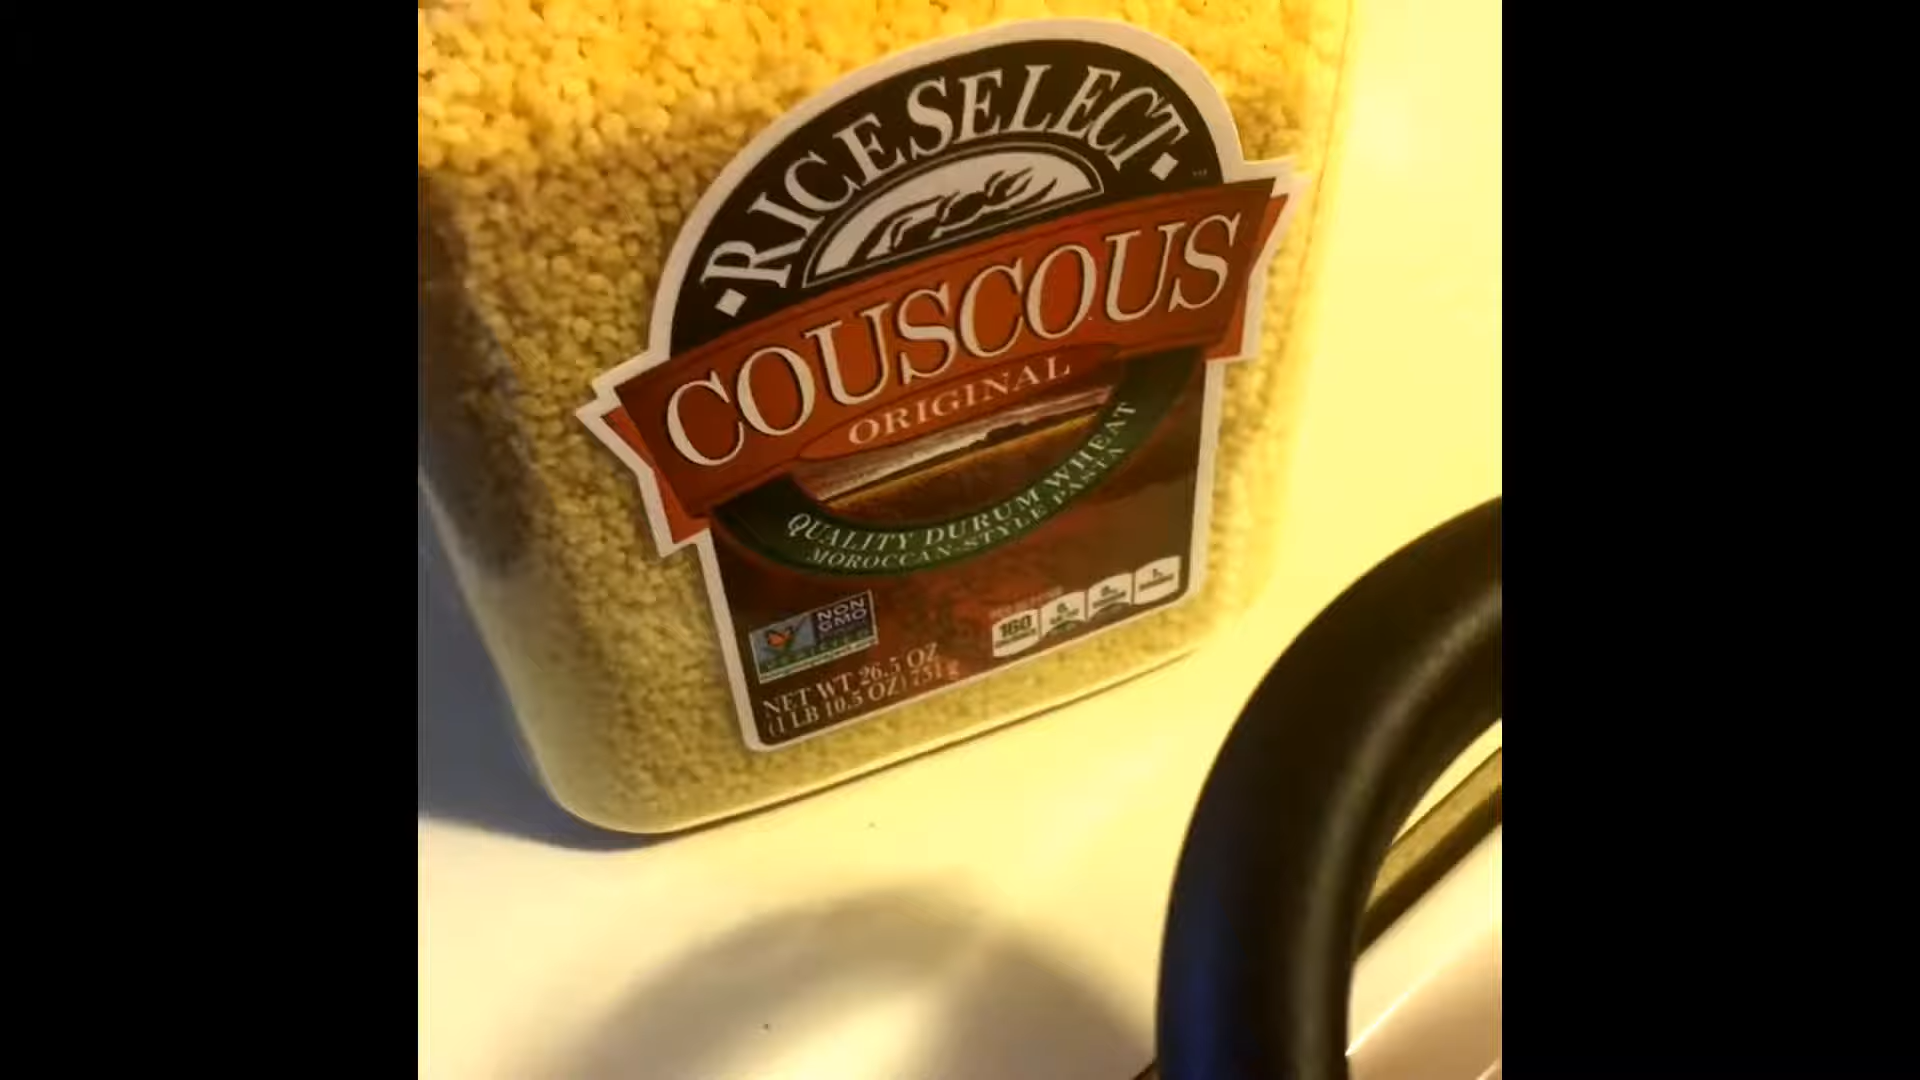 RICESELECT
COUSCOUS
ORIGINAL
QUALITY DURUM WHEAT
MOROCCAN-STYLE PASTA
NON
GMO
160
NET WT 26.5 OZ
(1 LB 10.5 OZ) 751g